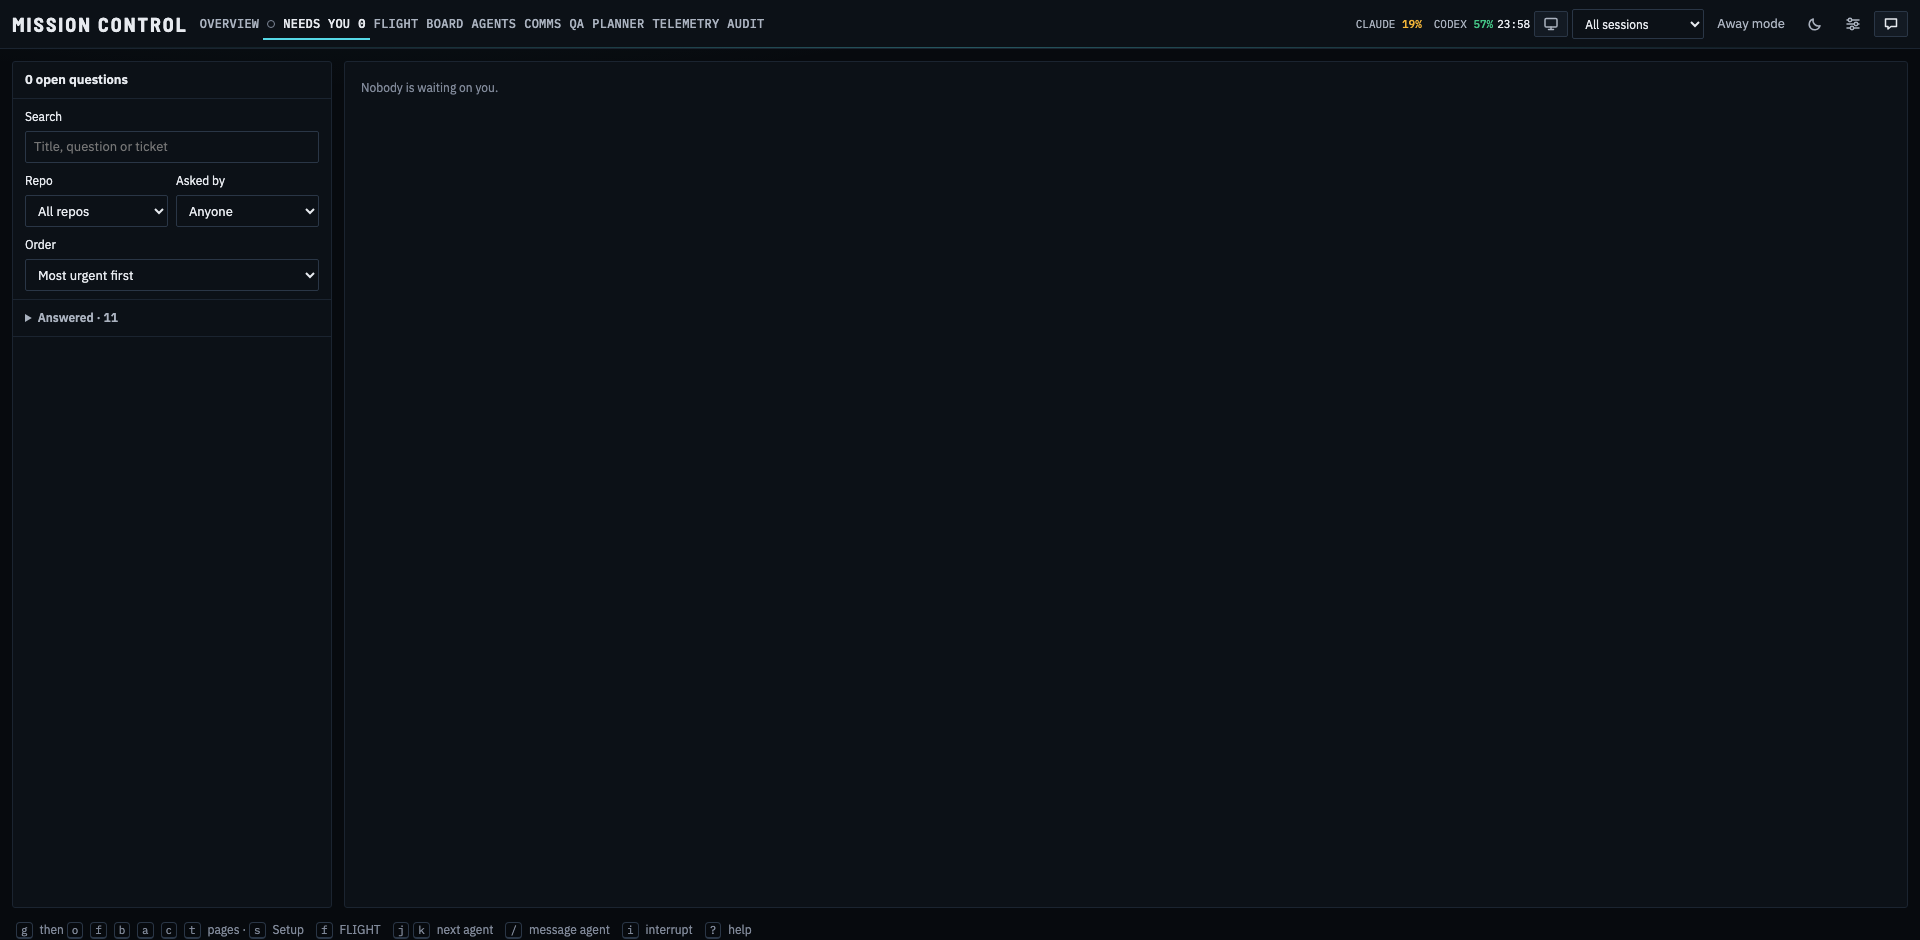 MISSION CONTROL OVERVIEW NEEDS YOU 0 FLIGHT BOARD AGENTS COMMS QA PLANNER TELEMETRY AUDIT CLAUDE 19% CODEX 57% 23:58 All sessions Away mode
0 open questions
Search
Title, question or ticket
Repo Asked by
All repos Anyone
Order
Most urgent first
Answered · 11
Nobody is waiting on you.
g then o f b a c t pages · s Setup f FLIGHT j k next agent / message agent i interrupt ? help